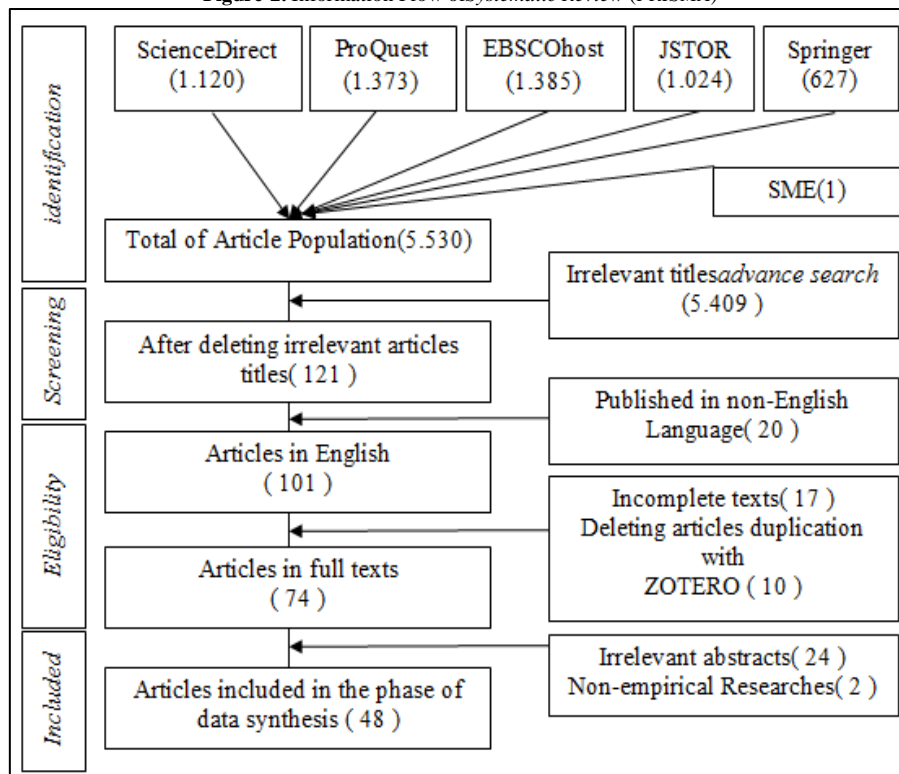 Figure 2. Information Flow of Systematic Review (PRISMA)
identification
ScienceDirect
(1.120)
ProQuest
(1.373)
EBSCOhost
(1.385)
JSTOR
(1.024)
Springer
(627)
SME(1)
Total of Article Population(5.530)
Irrelevant titlesadvance search
(5.409 )
Screening
After deleting irrelevant articles
titles( 121 )
Published in non-English
Language( 20 )
Eligibility
Articles in English
( 101 )
Incomplete texts( 17 )
Deleting articles duplication
with
ZOTERO ( 10 )
Articles in full texts
( 74 )
Included
Irrelevant abstracts( 24 )
Non-empirical Researches( 2 )
Articles included in the phase of
data synthesis ( 48 )